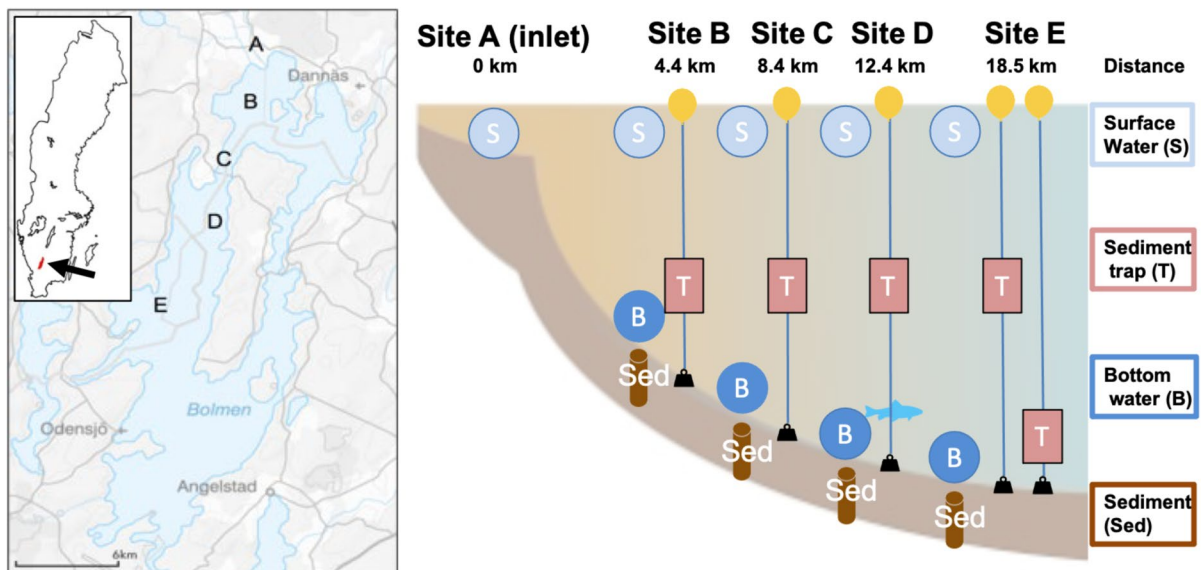 A
Dannäs
B
C
D
E
Bolmen
Odensjö
Angelstad
6km
Site A (inlet)
Site B
Site C
Site D
Site E
0 km
4.4 km
8.4 km
12.4 km
18.5 km
Distance
S
S
S
S
S
Surface
Water (S)
T
T
T
T
Sediment
trap (T)
B
Sed
B
Sed
B
Sed
B
Sed
T
Bottom
water (B)
Sediment
(Sed)